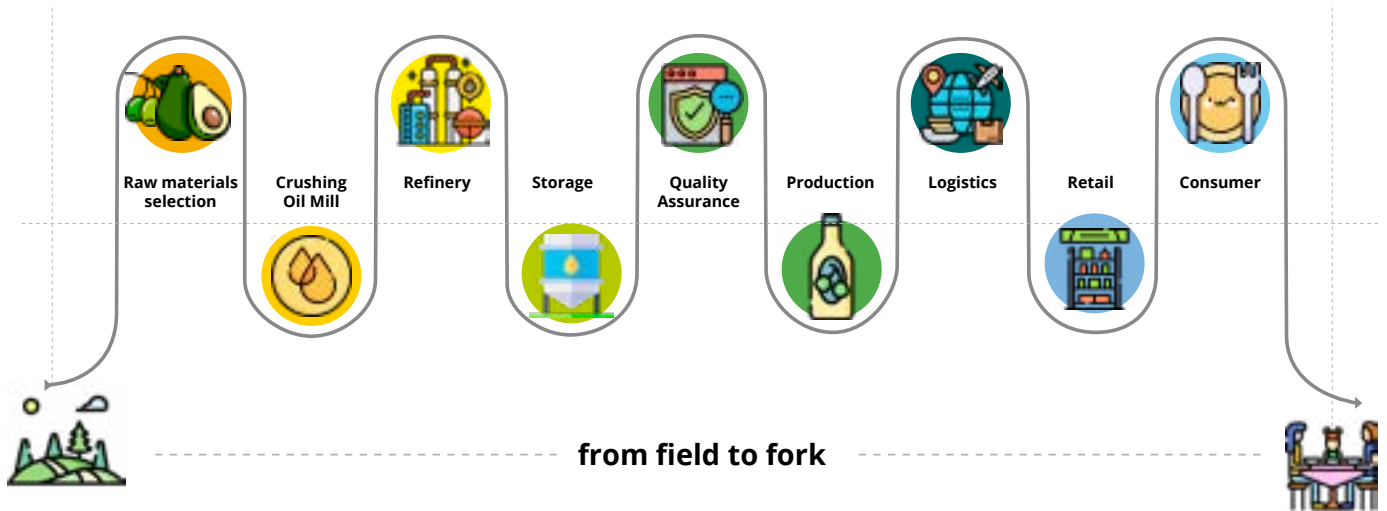 Raw materials
selection
Crushing
Oil Mill
Refinery
Storage
Quality
Assurance
Production
Logistics
Retail
Consumer
from field to fork